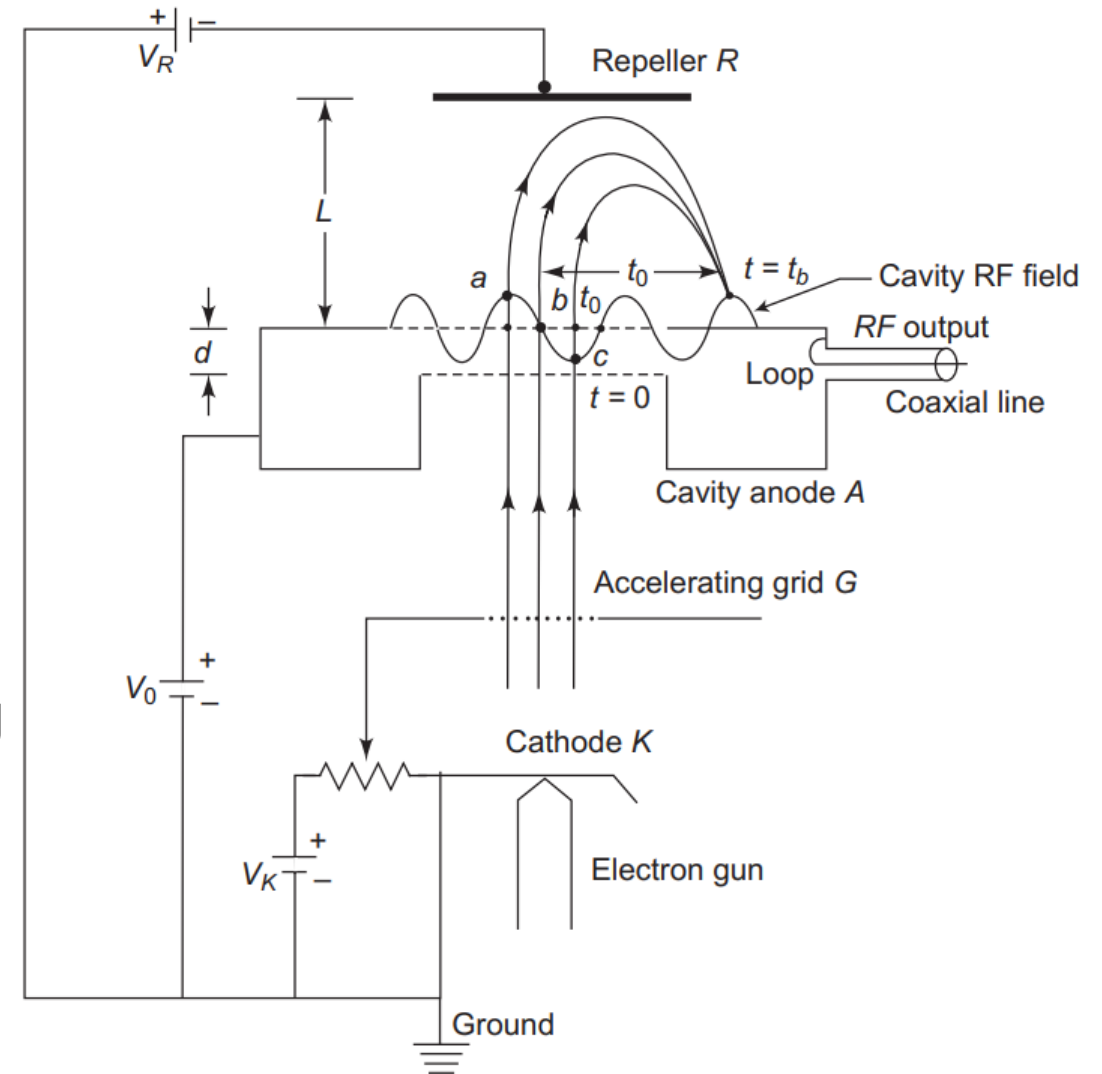 + –
V_R
Repeller R
L
a
b
t_0
t_0
t = t_b
Cavity RF field
d
c
RF output
Loop
t = 0
Coaxial line
Cavity anode A
Accelerating grid G
+
V_0
–
Cathode K
+
V_K
–
Electron gun
Ground